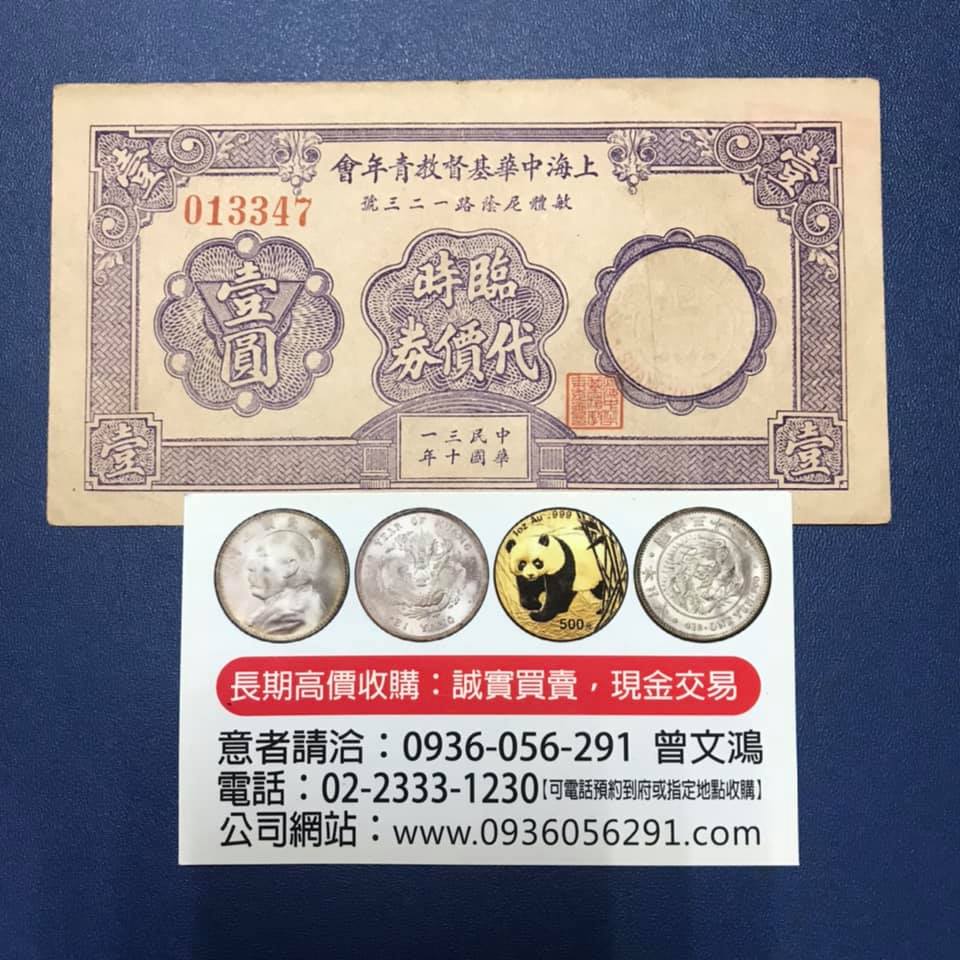 上海中華基督教青年會
敏體尼蔭路一二三號
013347
壹
壹
壹圓
臨時
代價券
中華
民國
三十
一年
壹
壹
YEAR OF
1oz Au .999
500元
長期高價收購：誠實買賣，現金交易
意者請洽：0936-056-291 曾文鴻
電話：02-2333-1230【可電話預約到府或指定地點收購】
公司網站：www.0936056291.com